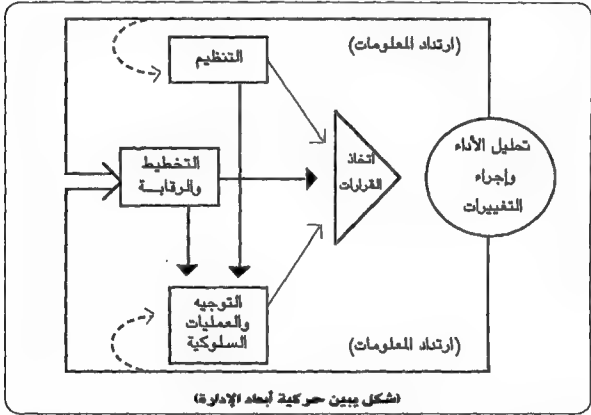 (ارتداد المعلومات)
التنظيم
تحليل الأداء
وإجراء
التغييرات
اتخاذ
القرارات
التخطيط
والرقابــة
التوجيه
والعمليات
السلوكية
(ارتداد المعلومات)
(شكل يبين حركية أبعاد الإدارة)